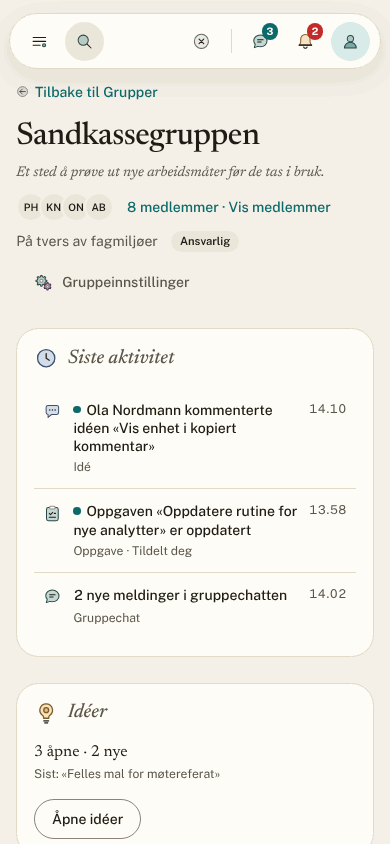 3
2
Tilbake til Grupper
Sandkassegruppen
Et sted å prøve ut nye arbeidsmåter før de tas i bruk.
PH KN ON AB 8 medlemmer · Vis medlemmer
På tvers av fagmiljøer Ansvarlig
Gruppeinnstillinger
Siste aktivitet
Ola Nordmann kommenterte 14.10
idéen «Vis enhet i kopiert
kommentar»
Idé
Oppgaven «Oppdatere rutine for 13.58
nye analytter» er oppdatert
Oppgave · Tildelt deg
2 nye meldinger i gruppechatten 14.02
Gruppechat
Idéer
3 åpne · 2 nye
Sist: «Felles mal for møtereferat»
Åpne idéer